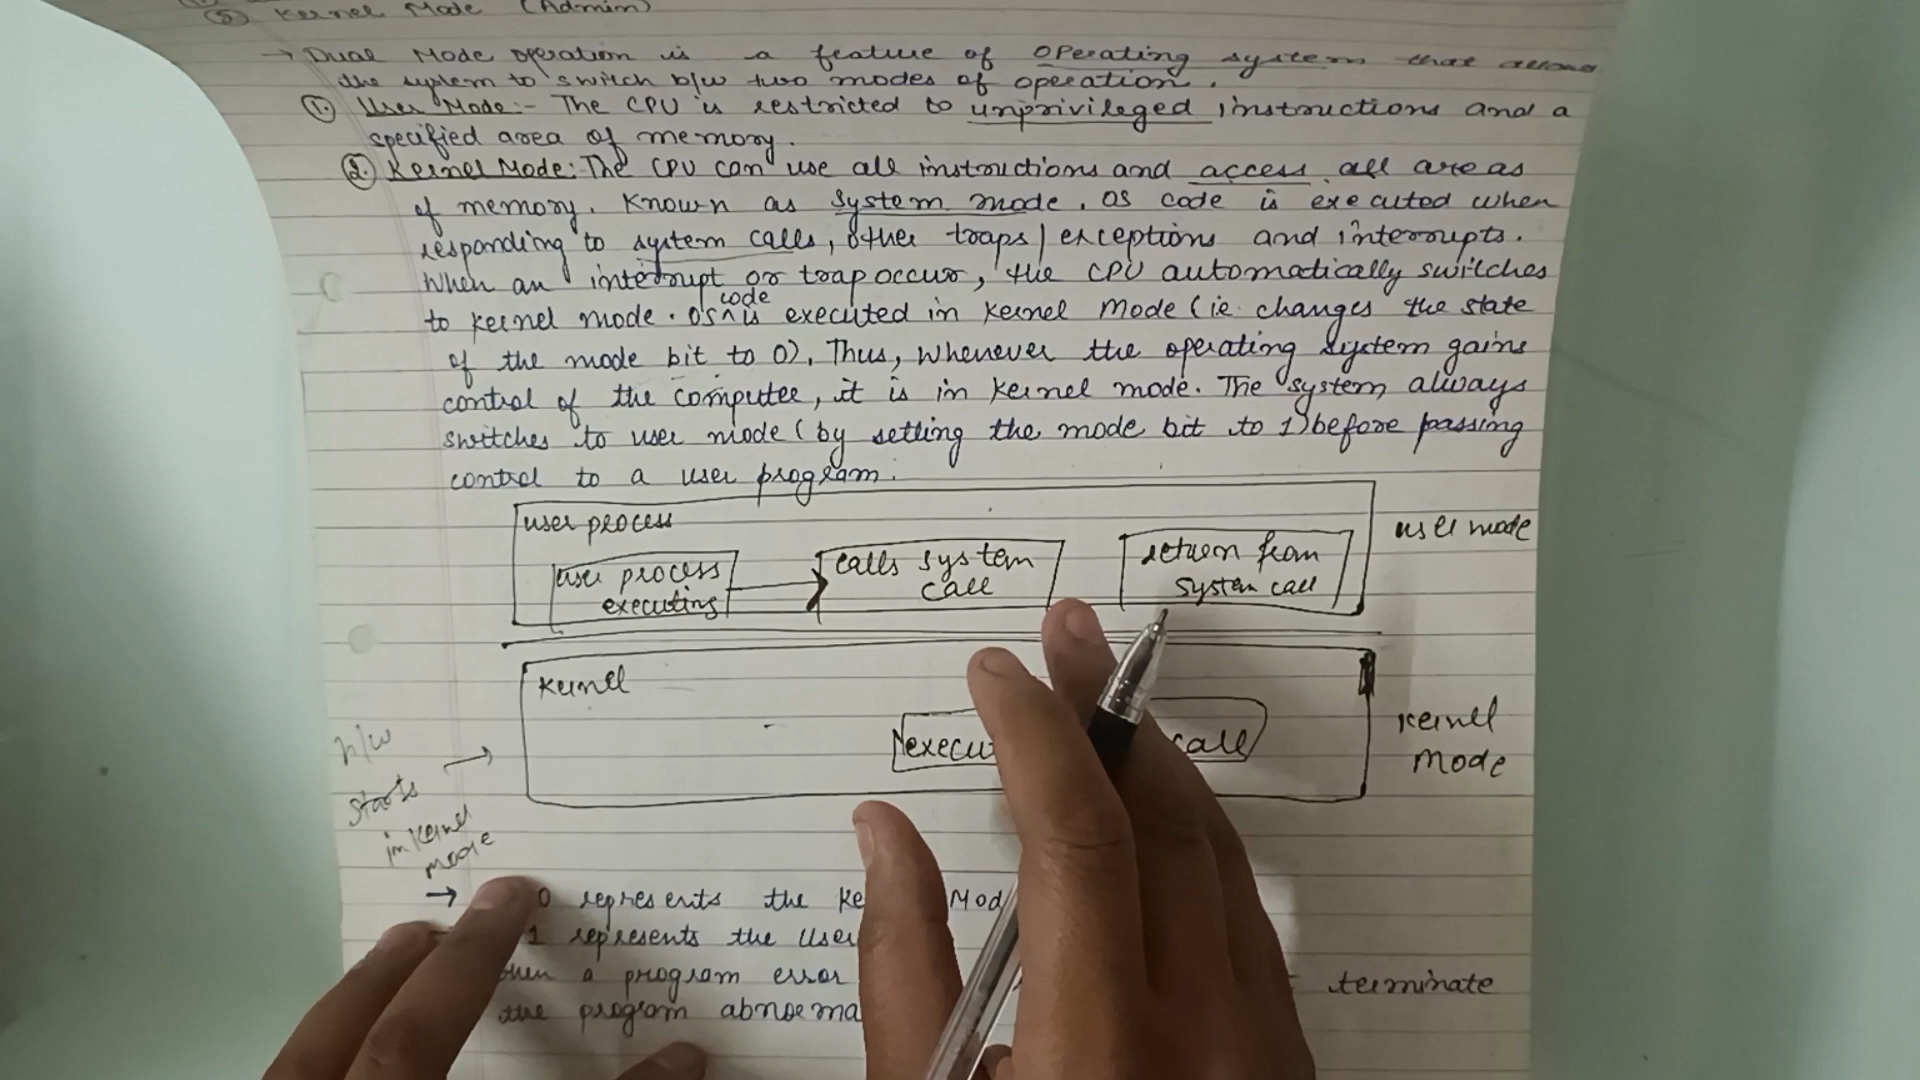 Kernel Mode (Admin)
→ Dual Mode operation is a feature of Operating system that allows
the system to switch b/w two modes of operation.
① User Mode:- The CPU is restricted to unprivileged instructions and a
specified area of memory.
② Kernel Mode: The CPU can use all instructions and access all areas
of memory. Known as system mode. OS code is executed when
responding to system calls, other traps/exceptions and interrupts.
When an interrupt or trap occur, the CPU automatically switches
to kernel mode. OS code is executed in kernel Mode (ie. changes the state
of the mode bit to 0). Thus, whenever the operating system gains
control of the computer, it is in kernel mode. The system always
switches to user mode (by setting the mode bit to 1) before passing
control to a user program.
user process
user mode
user process
executing
calls system
call
return from
system call
Kernel
call
kernel
Mode
h/w
starts
in kernel
mode
→ 0 represents the Mod
1 represents the User
a program error terminate
the program